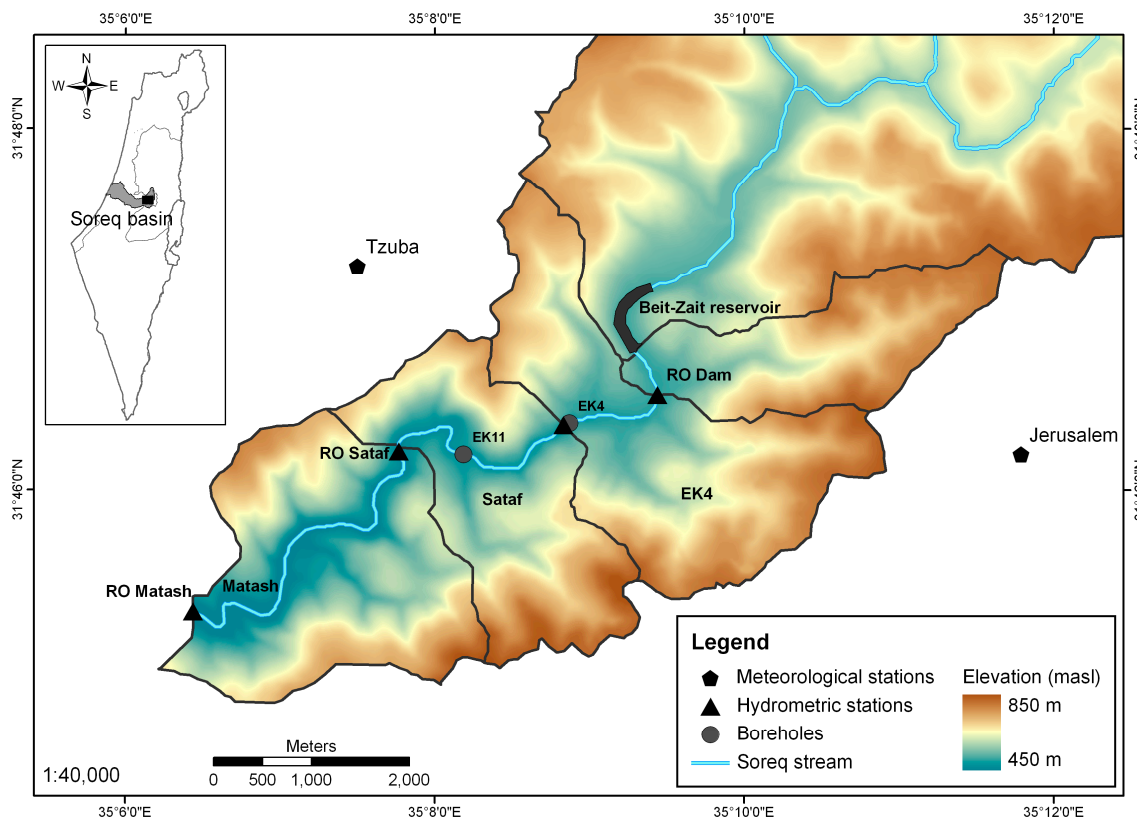 35°6'0"E
35°8'0"E
35°10'0"E
35°12'0"E
N
W
E
S
31°48'0"N
Soreq basin
Tzuba
Beit-Zait reservoir
RO Dam
EK4
EK11
RO Sataf
Jerusalem
Sataf
EK4
31°46'0"N
RO Matash
Matash
Legend
Meteorological stations
Hydrometric stations
Boreholes
Soreq stream
Elevation (masl)
850 m
450 m
Meters
1:40,000
0 500 1,000 2,000
35°6'0"E
35°8'0"E
35°10'0"E
35°12'0"E